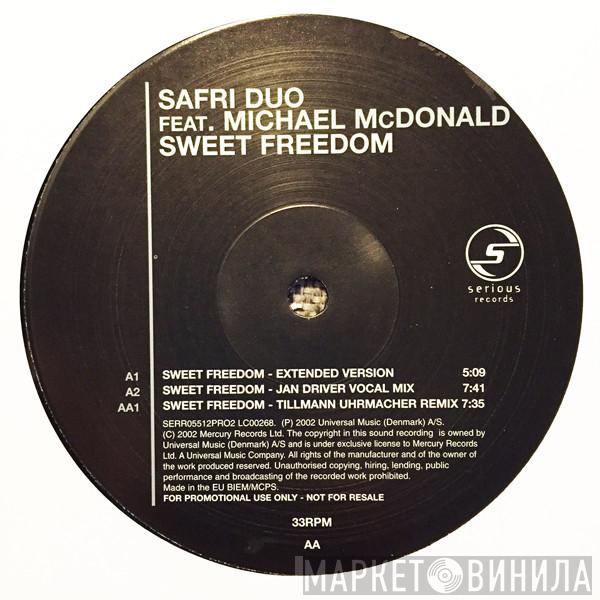 SAFRI DUO
FEAT. MICHAEL McDONALD
SWEET FREEDOM
S
serious
records
A1 SWEET FREEDOM - EXTENDED VERSION 5:09
A2 SWEET FREEDOM - JAN DRIVER VOCAL MIX 7:41
AA1 SWEET FREEDOM - TILLMANN UHRMACHER REMIX 7:35
SERR05512PRO2 LC00268. (P) 2002 Universal Music (Denmark) A/S.
(C) 2002 Mercury Records Ltd. The copyright in this sound recording is owned by
Universal Music (Denmark) A/S and is under exclusive license to Mercury Records
Ltd. A Universal Music Company. All rights of the manufacturer and of the owner of
the work produced reserved. Unauthorised copying, hiring, lending, public
performance and broadcasting of the recorded work prohibited.
Made in the EU BIEM/MCPS.
FOR PROMOTIONAL USE ONLY - NOT FOR RESALE
33RPM
AA
МАРКЕТ ВИНИЛА